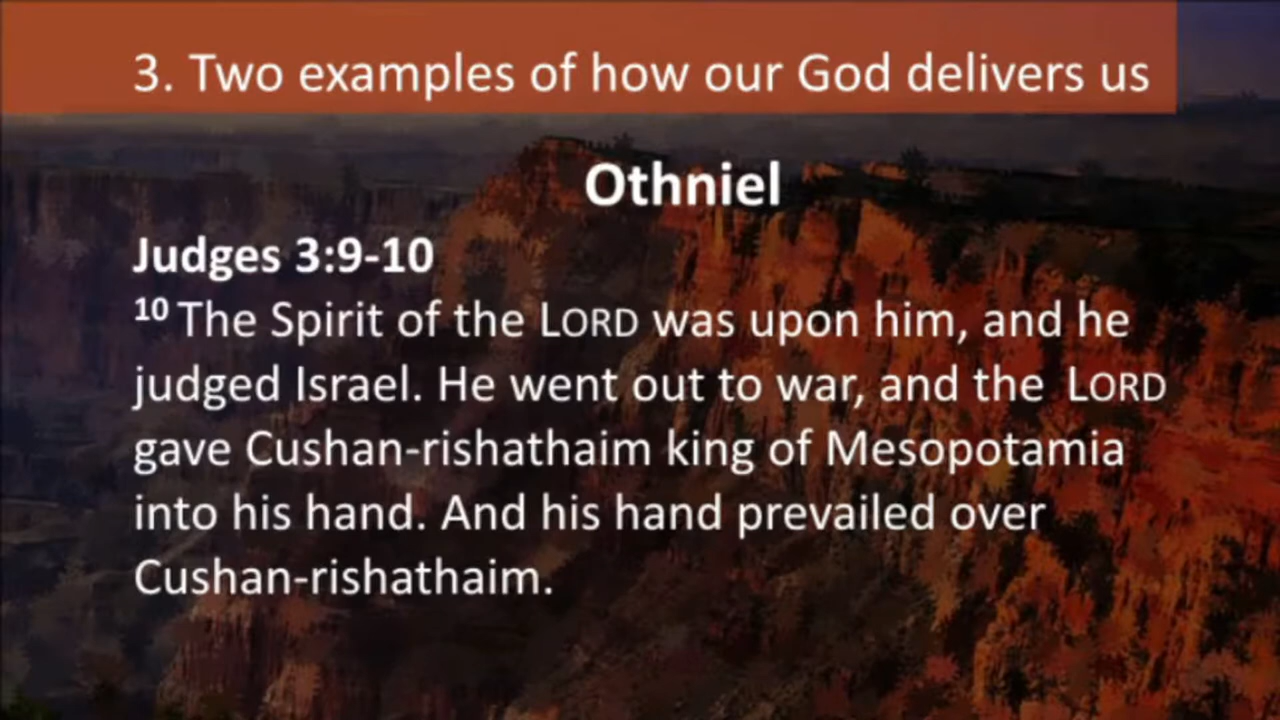 3. Two examples of how our God delivers us
Othniel
Judges 3:9-10
10 The Spirit of the LORD was upon him, and he
judged Israel. He went out to war, and the LORD
gave Cushan-rishathaim king of Mesopotamia
into his hand. And his hand prevailed over
Cushan-rishathaim.